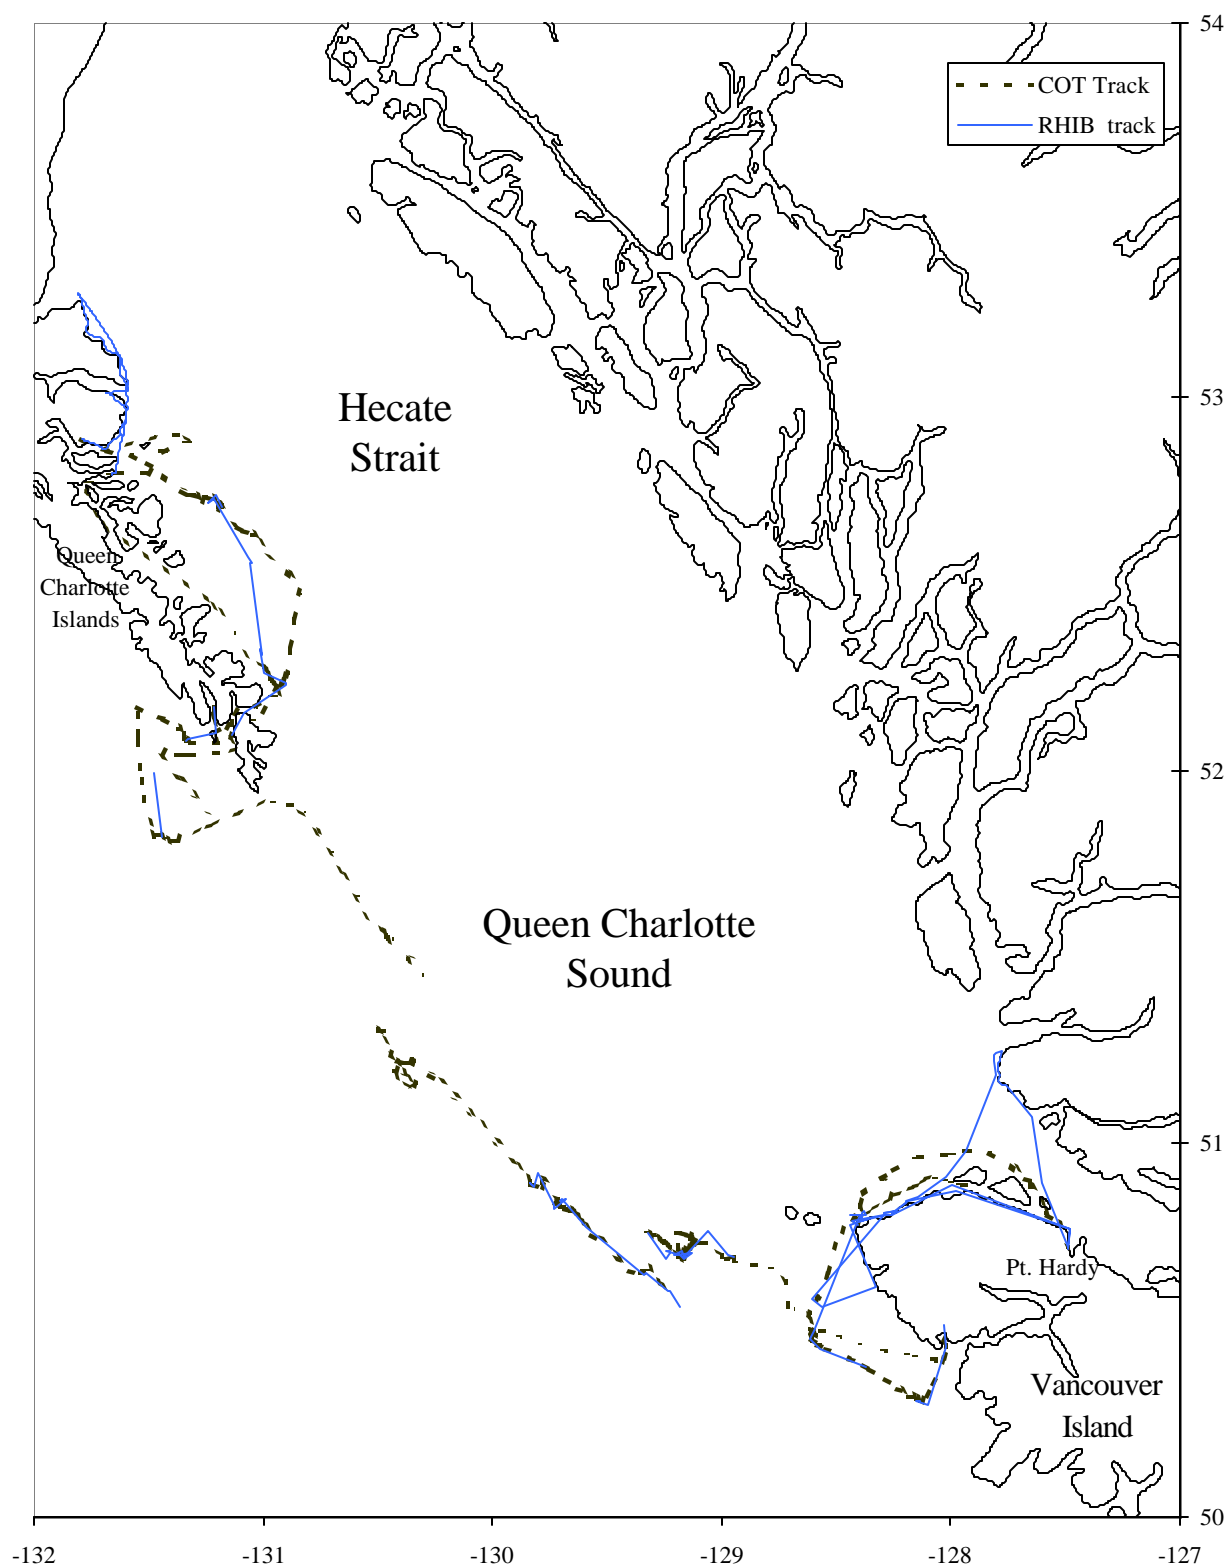 54
COT Track
RHIB track
53
Hecate
Strait
Queen
Charlotte
Islands
52
Queen Charlotte
Sound
51
Pt. Hardy
Vancouver
Island
50
-132 -131 -130 -129 -128 -127